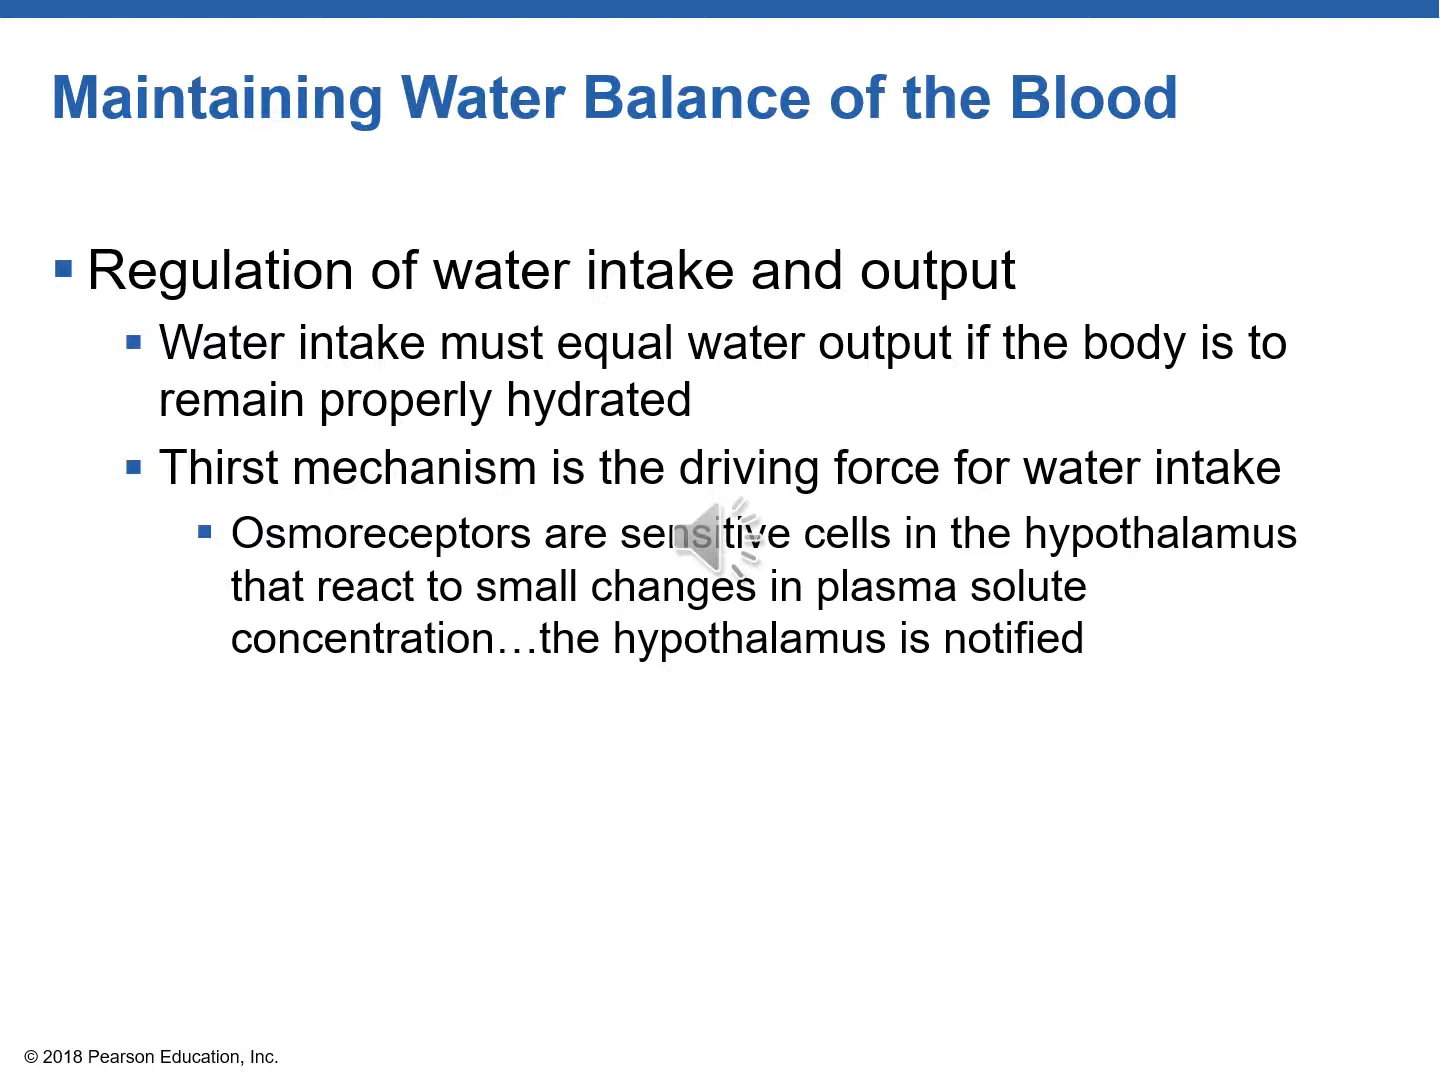 Maintaining Water Balance of the Blood
Regulation of water intake and output
Water intake must equal water output if the body is to
remain properly hydrated
Thirst mechanism is the driving force for water intake
Osmoreceptors are sensitive cells in the hypothalamus
that react to small changes in plasma solute
concentration…the hypothalamus is notified
© 2018 Pearson Education, Inc.